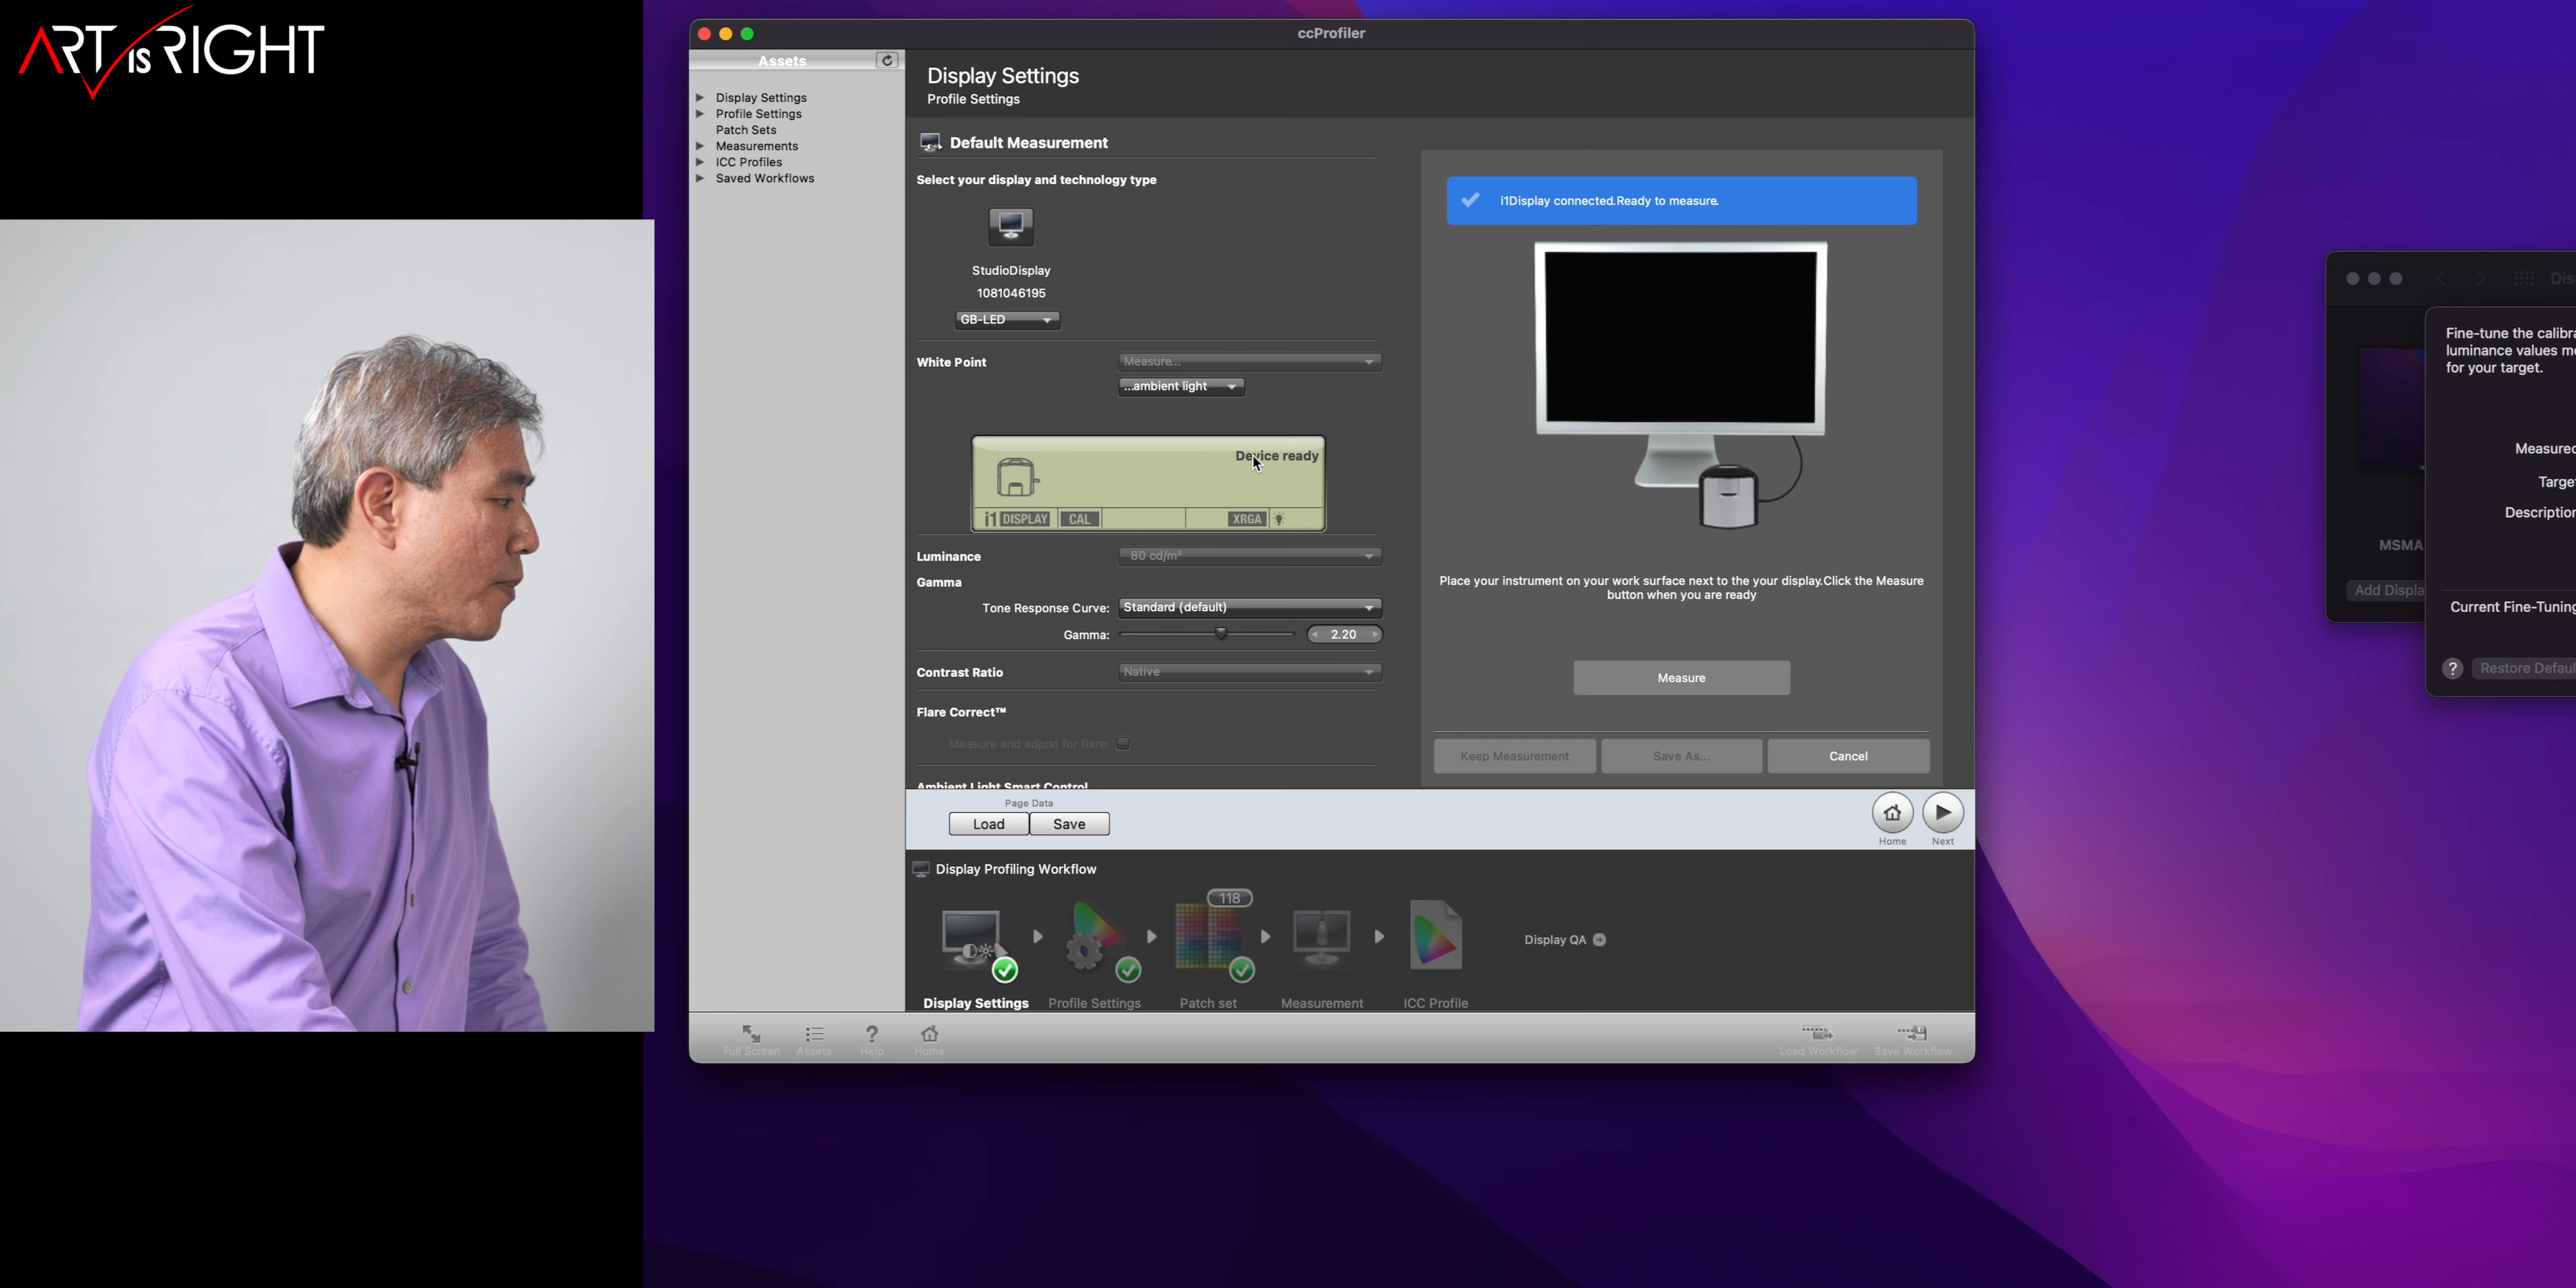 ART IS RIGHT
ccProfiler
Assets
Display Settings
Profile Settings
Patch Sets
Measurements
ICC Profiles
Saved Workflows
Display Settings
Profile Settings
Default Measurement
Select your display and technology type
StudioDisplay
1081046195
GB-LED
White Point
Measure...
...ambient light
Device ready
i1 DISPLAY CAL XRGA
Luminance
80 cd/m²
Gamma
Tone Response Curve: Standard (default)
Gamma: 2.20
Contrast Ratio
Native
Flare Correct™
Measure and adjust for flare:
Ambient Light Smart Control
i1Display connected.Ready to measure.
Place your instrument on your work surface next to the your display.Click the Measure
button when you are ready
Measure
Keep Measurement
Save As...
Cancel
Page Data
Load
Save
Home
Next
Display Profiling Workflow
118
Display QA
Display Settings
Profile Settings
Patch set
Measurement
ICC Profile
Full Screen
Assets
? Help
Home
Load Workflow
Save Workflow
Dis
Fine-tune the calibra
luminance values me
for your target.
Measured
Target
Description
MSMA
Add Displa
Current Fine-Tuning
?
Restore Defaul